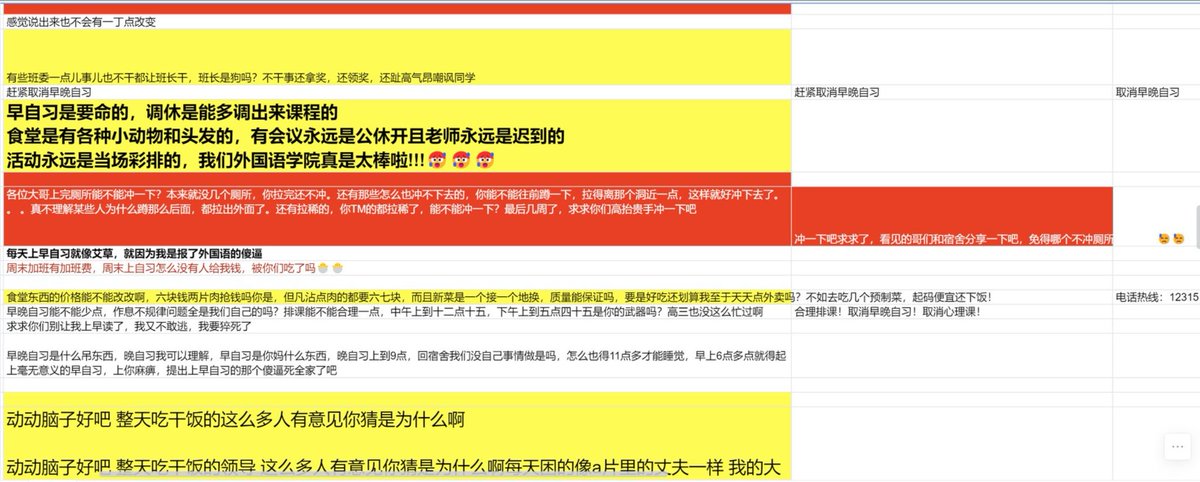 感觉说出来也不会有一丁点改变
有些班委一点儿事儿也不干都让班长干，班长是狗吗？不干事还拿奖，还领奖，还趾高气昂嘲讽同学
赶紧取消早晚自习
赶紧取消早晚自习
取消早晚自习
早自习是要命的，调休是能多调出来课程的
食堂是有各种小动物和头发的，有会议永远是公休开且老师永远是迟到的
活动永远是当场彩排的，我们外国语学院真是太棒啦!!!🥵🥵🥵
各位大哥上完厕所能不能冲一下？本来就没几个厕所，你拉完还不冲。还有那些怎么也冲不下去的，你能不能往前蹲一下，拉得离那个洞近一点，这样就好冲下去了。
。 。真不理解某些人为什么蹲那么后面，都拉出外面了。还有拉稀的，你TM的都拉稀了，能不能冲一下？最后几周了，求求你们高抬贵手冲一下吧
冲一下吧求求了，看见的哥们和宿舍分享一下吧，免得哪个不冲厕所
😓😓
每天上早自习就像艾草，就因为我是报了外国语的傻逼
周末加班有加班费，周末上自习怎么没有人给我钱，被你们吃了吗
食堂东西的价格能不能改改啊，六块钱两片肉抢钱吗你是，但凡沾点肉的都要六七块，而且新菜是一个接一个地换，质量能保证吗，要是好吃还划算我至于天天点外卖吗？不如去吃几个预制菜，起码便宜还下饭！
电话热线：12315
早晚自习能不能少点，作息不规律问题全是我们自己的吗？排课能不能合理一点，中午上到十二点十五，下午上到五点四十五是你的武器吗？高三也没这么忙过啊
合理排课！取消早晚自习！取消心理课！
求求你们别让我上早读了，我又不敢逃，我要猝死了
早晚自习是什么吊东西，晚自习我可以理解，早自习是你妈什么东西，晚自习上到9点，回宿舍我们没自己事情做是吗，怎么也得11点多才能睡觉，早上6点多点就得起
上毫无意义的早自习，上你麻痹，提出上早自习的那个傻逼死全家了吧
动动脑子好吧 整天吃干饭的这么多人有意见你猜是为什么啊
动动脑子好吧 整天吃干饭的领导 这么多人有意见你猜是为什么啊每天困的像a片里的丈夫一样 我的大